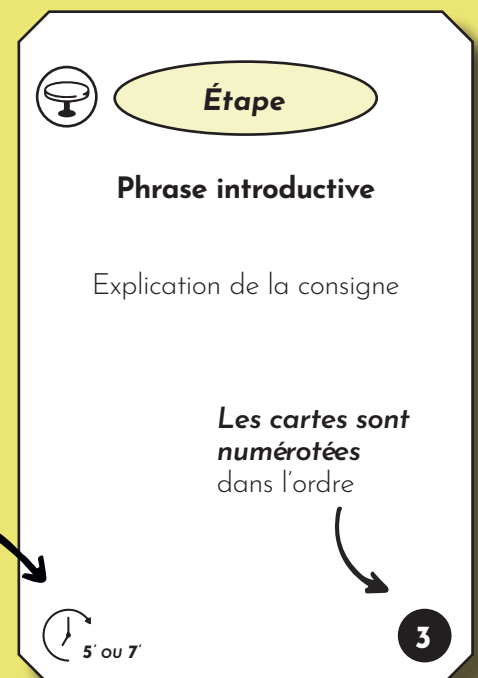 Étape
Phrase introductive
Explication de la consigne
Les cartes sont
numérotées
dans l'ordre
5' ou 7'
3